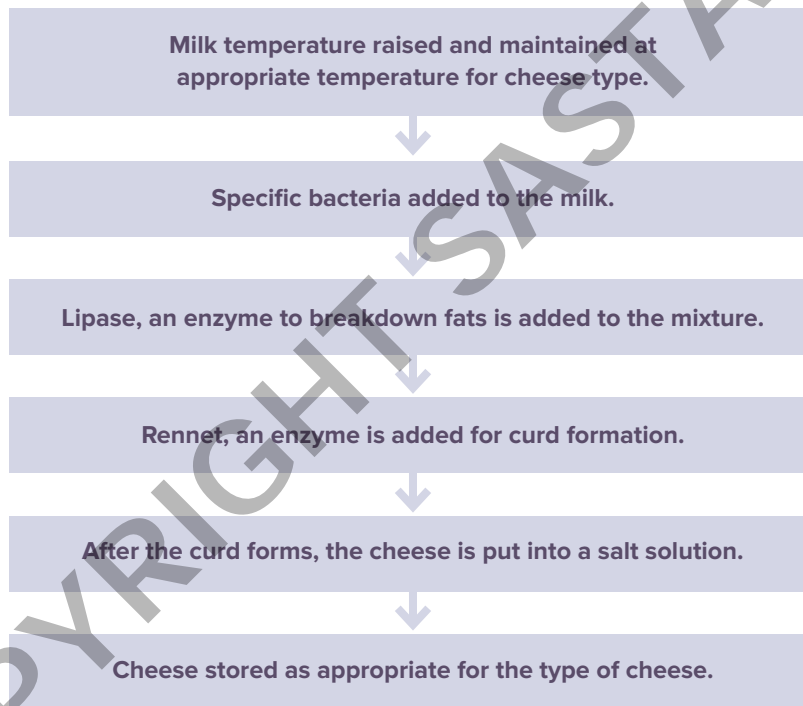 Milk temperature raised and maintained at
appropriate temperature for cheese type.
Specific bacteria added to the milk.
Lipase, an enzyme to breakdown fats is added to the mixture.
Rennet, an enzyme is added for curd formation.
After the curd forms, the cheese is put into a salt solution.
Cheese stored as appropriate for the type of cheese.